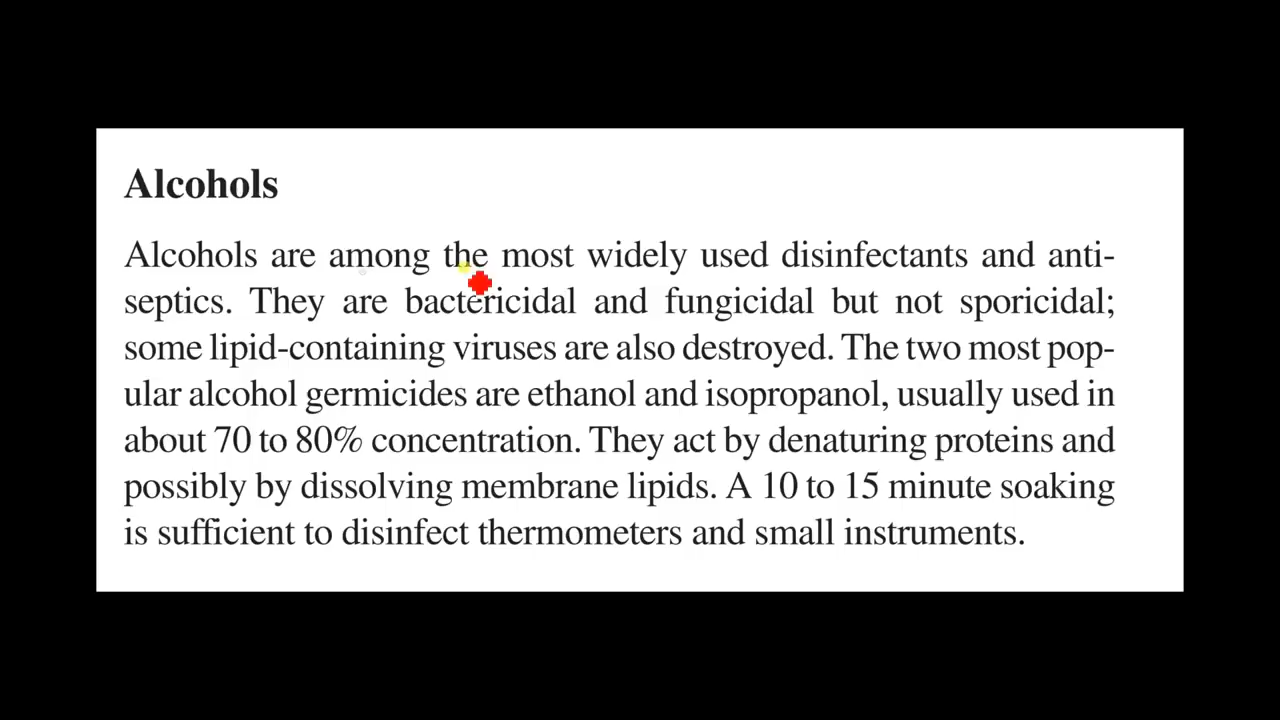 Alcohols
Alcohols are among the most widely used disinfectants and anti-
septics. They are bactericidal and fungicidal but not sporicidal;
some lipid-containing viruses are also destroyed. The two most pop-
ular alcohol germicides are ethanol and isopropanol, usually used in
about 70 to 80% concentration. They act by denaturing proteins and
possibly by dissolving membrane lipids. A 10 to 15 minute soaking
is sufficient to disinfect thermometers and small instruments.